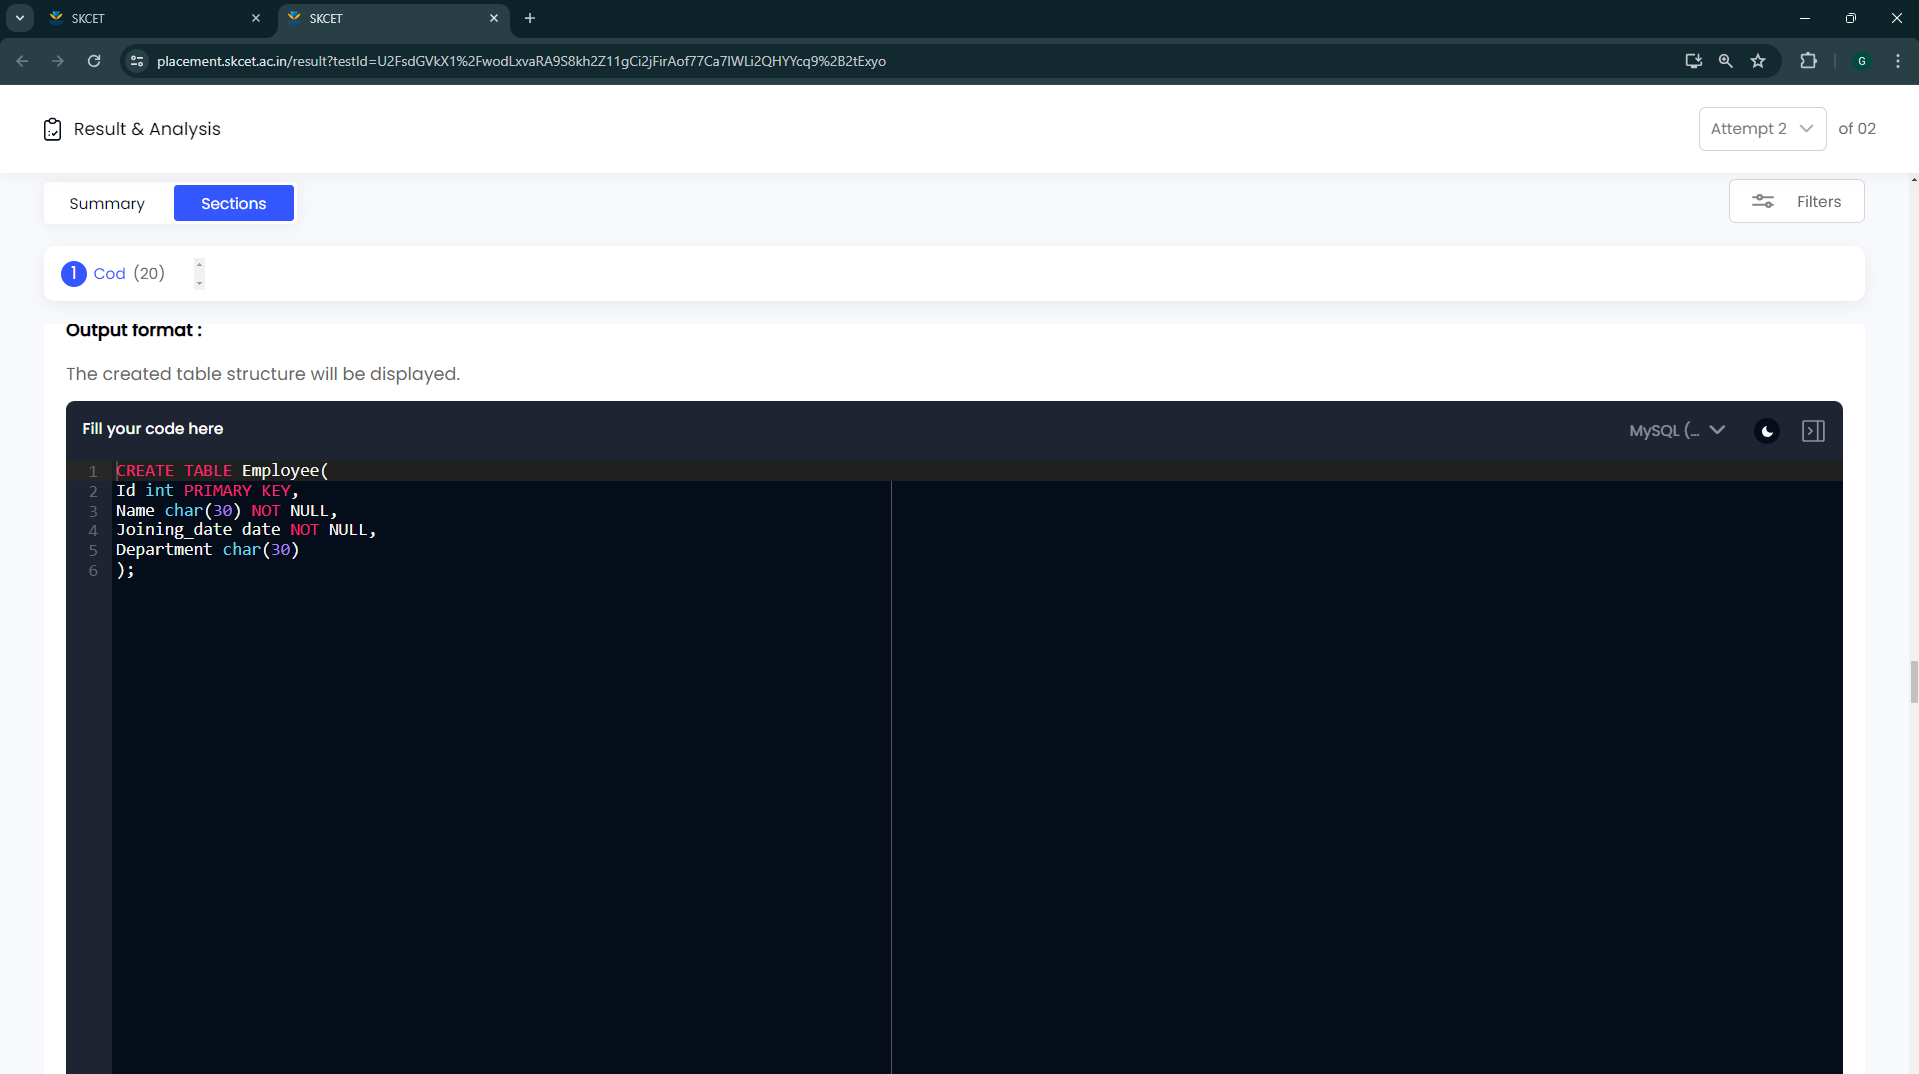 SKCET
SKCET
placement.skcet.ac.in/result?testId=U2FsdGVkX1%2FwodLxvaRA9S8kh2Z11gCi2jFirAof77Ca7lWLi2QHYYcq9%2B2tExyo
G
Result & Analysis
Attempt 2 of 02
Summary Sections Filters
1 Cod (20)
Output format :
The created table structure will be displayed.
Fill your code here MySQL (...
1 CREATE TABLE Employee(
2 Id int PRIMARY KEY,
3 Name char(30) NOT NULL,
4 Joining_date date NOT NULL,
5 Department char(30)
6 );